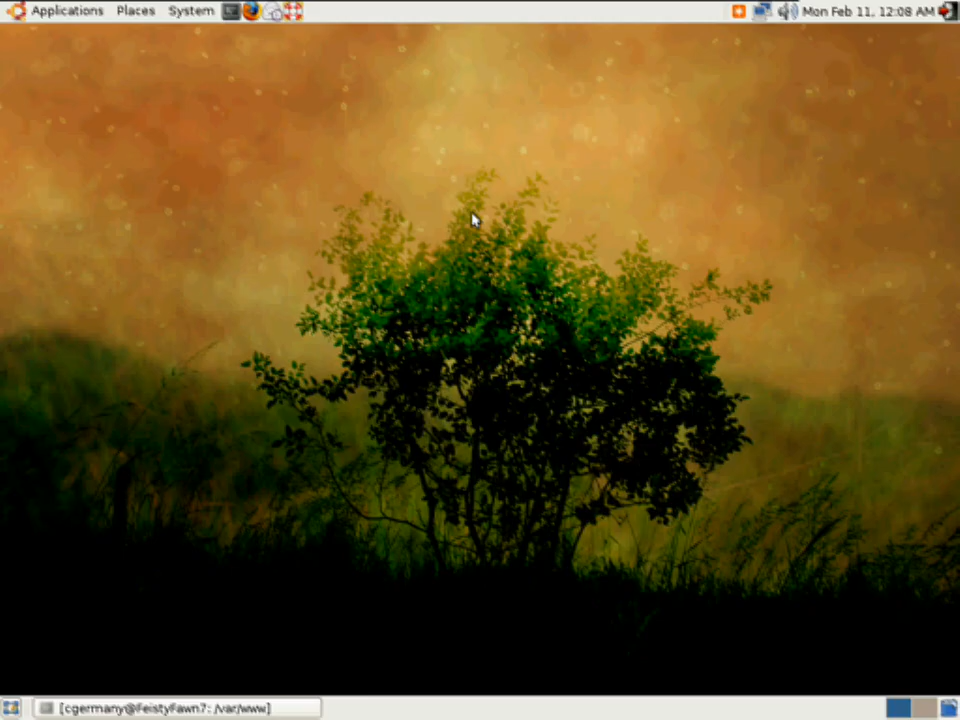 Applications Places System Mon Feb 11, 12:08 AM
[cgermany@FeistyFawn7: /var/www]